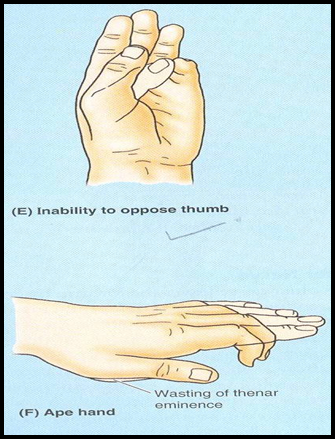 (E) Inability to oppose thumb
Wasting of thenar
eminence
(F) Ape hand